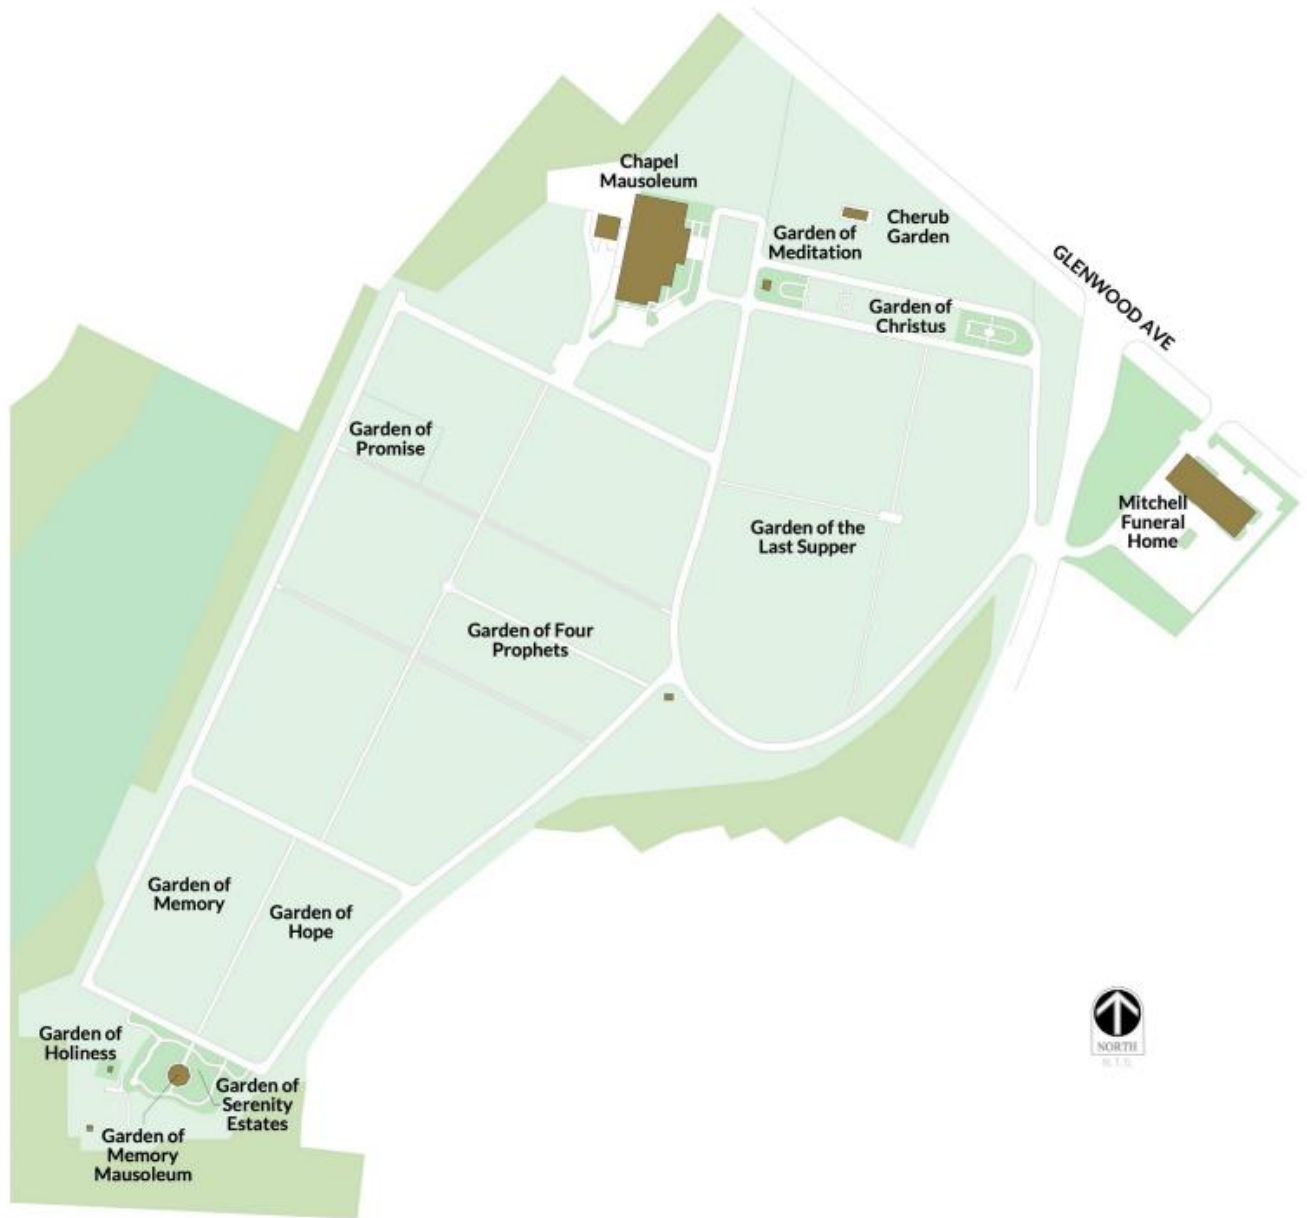 Chapel
Mausoleum
Cherub
Garden
Garden of
Meditation
GLENWOOD AVE
Garden of
Christus
Garden of
Promise
Mitchell
Funeral
Home
Garden of the
Last Supper
Garden of Four
Prophets
Garden of
Memory
Garden of
Hope
NORTH
Garden of
Holiness
Garden of
Serenity
Estates
Garden of
Memory
Mausoleum